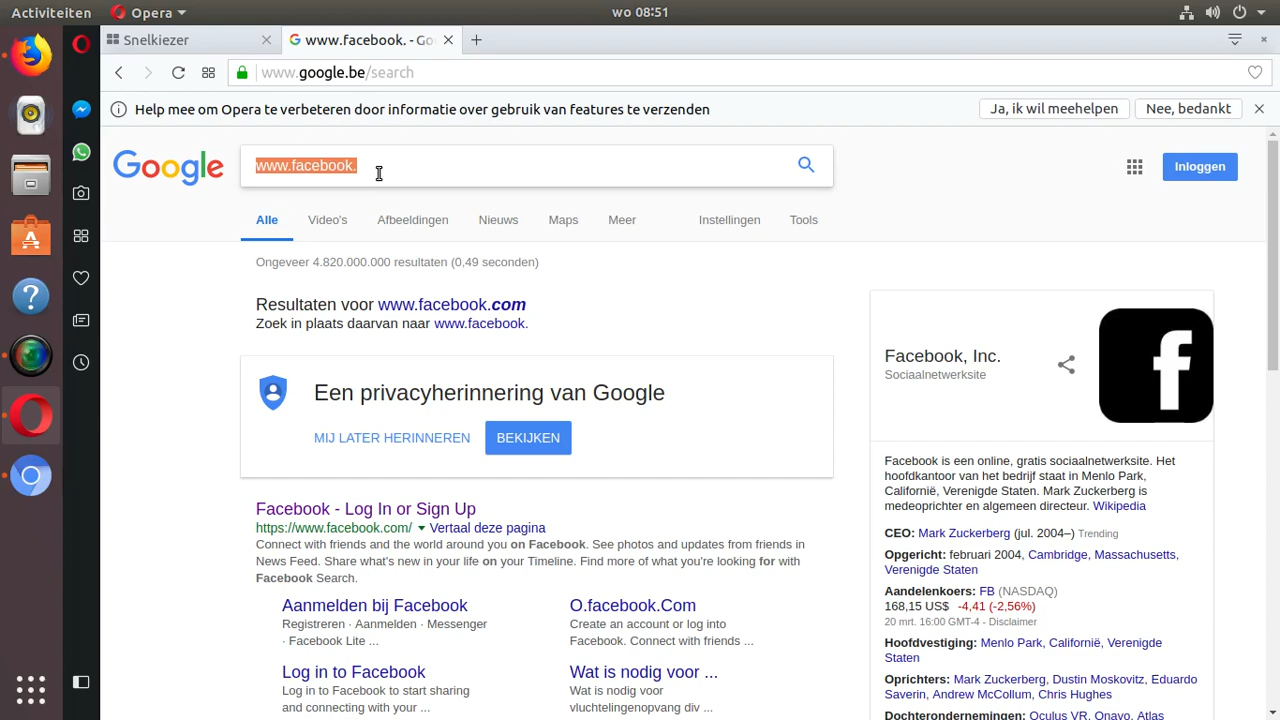 Activiteiten
Opera
wo 08:51
Snelkiezer
www.facebook. - Go
www.google.be/search
Help mee om Opera te verbeteren door informatie over gebruik van features te verzenden
Ja, ik wil meehelpen
Nee, bedankt
Google
www.facebook.
Inloggen
Alle
Video's
Afbeeldingen
Nieuws
Maps
Meer
Instellingen
Tools
Ongeveer 4.820.000.000 resultaten (0,49 seconden)
Resultaten voor www.facebook.com
Zoek in plaats daarvan naar www.facebook.
Een privacyherinnering van Google
MIJ LATER HERINNEREN
BEKIJKEN
Facebook - Log In or Sign Up
https://www.facebook.com/ Vertaal deze pagina
Connect with friends and the world around you on Facebook. See photos and updates from friends in
News Feed. Share what's new in your life on your Timeline. Find more of what you're looking for with
Facebook Search.
Aanmelden bij Facebook
Registreren · Aanmelden · Messenger
· Facebook Lite ...
O.facebook.Com
Create an account or log into
Facebook. Connect with friends ...
Log in to Facebook
Log in to Facebook to start sharing
and connecting with your ...
Wat is nodig voor ...
Wat is nodig voor
vluchtelingenopvang div ...
Facebook, Inc.
Sociaalnetwerksite
f
Facebook is een online, gratis sociaalnetwerksite. Het
hoofdkantoor van het bedrijf staat in Menlo Park,
Californië, Verenigde Staten. Mark Zuckerberg is
medeoprichter en algemeen directeur. Wikipedia
CEO: Mark Zuckerberg (jul. 2004–) Trending
Opgericht: februari 2004, Cambridge, Massachusetts,
Verenigde Staten
Aandelenkoers: FB (NASDAQ)
168,15 US$ -4,41 (-2,56%)
20 mrt. 16:00 GMT-4 - Disclaimer
Hoofdvestiging: Menlo Park, Californië, Verenigde
Staten
Oprichters: Mark Zuckerberg, Dustin Moskovitz, Eduardo
Saverin, Andrew McCollum, Chris Hughes
Dochterondernemingen: Oculus VR, Onavo, Atlas